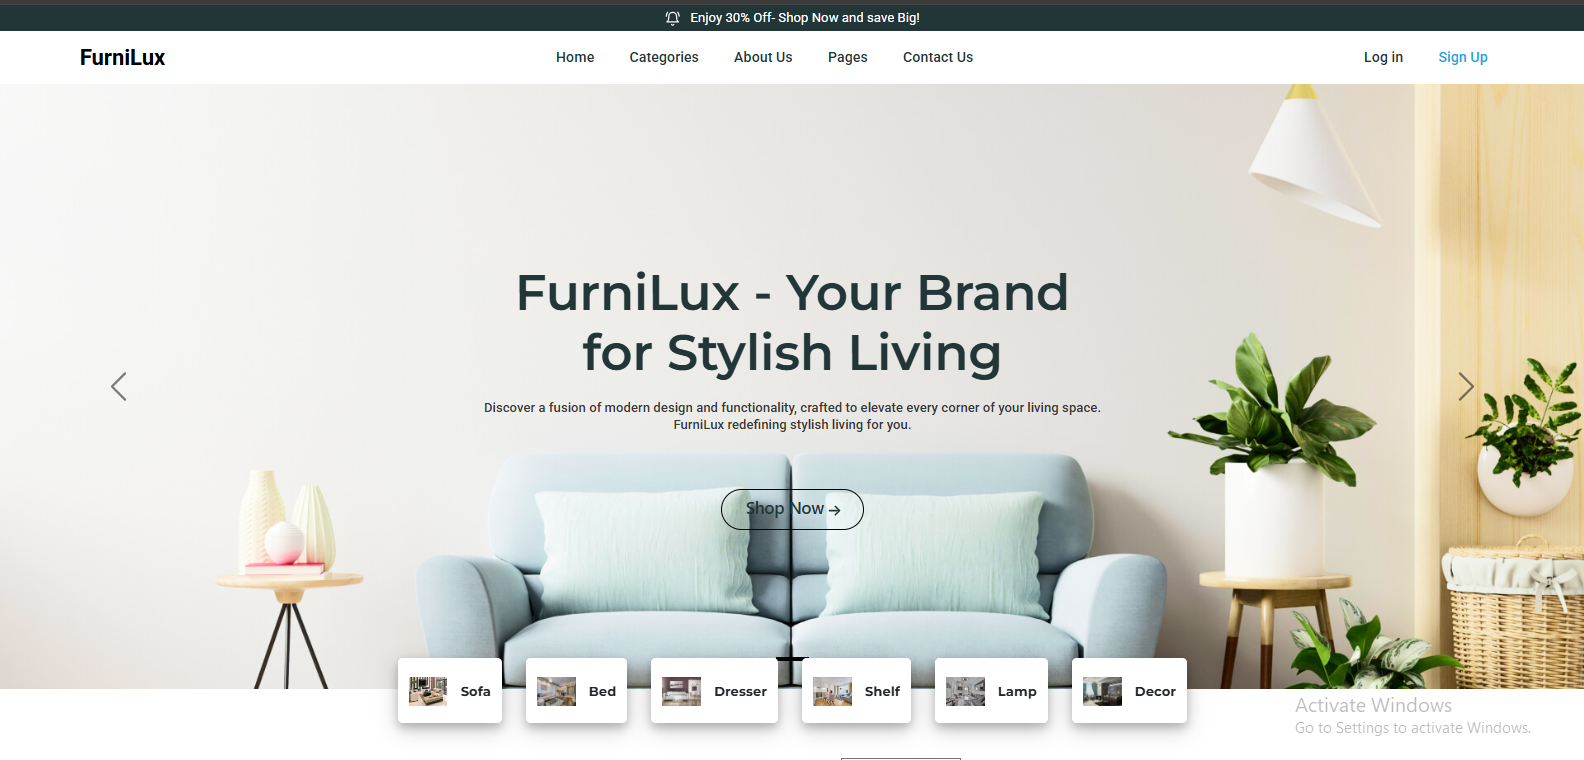 Enjoy 30% Off- Shop Now and save Big!
FurniLux
Home
Categories
About Us
Pages
Contact Us
Log in
Sign Up
FurniLux - Your Brand
for Stylish Living
Discover a fusion of modern design and functionality, crafted to elevate every corner of your living space.
FurniLux redefining stylish living for you.
Shop Now
Sofa
Bed
Dresser
Shelf
Lamp
Decor
Activate Windows
Go to Settings to activate Windows.